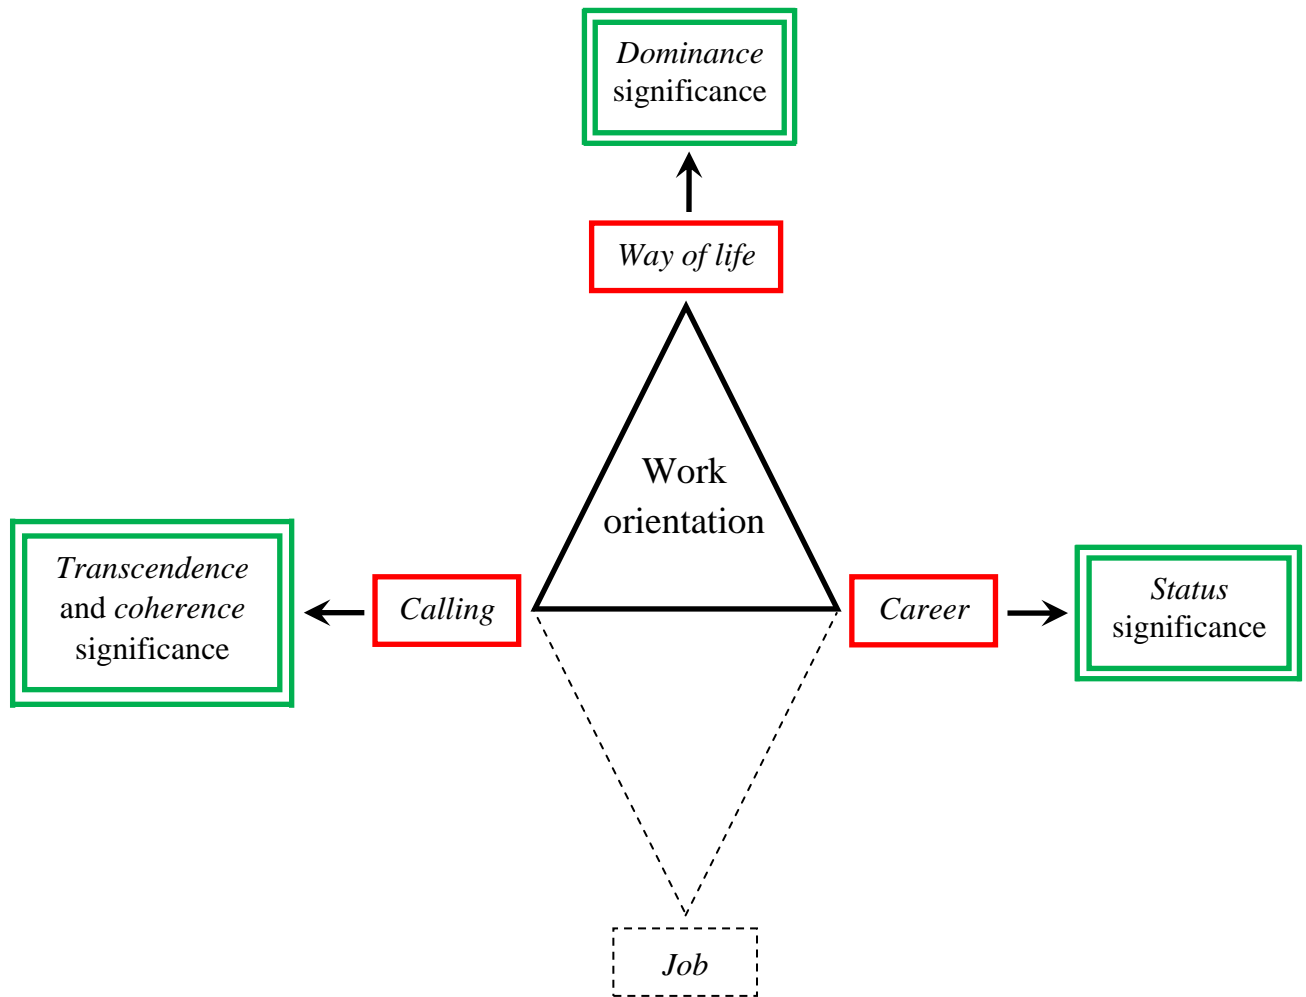 Dominance
significance
Way of life
Work
orientation
Transcendence
and coherence
significance
Calling
Career
Status
significance
Job